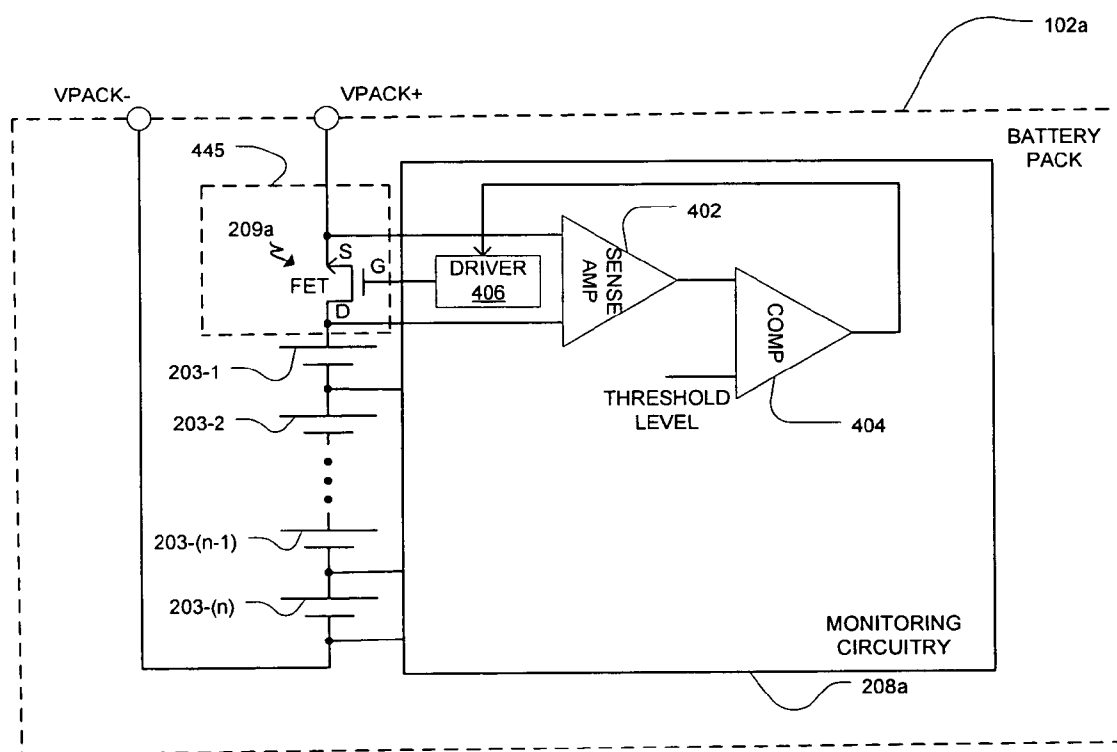 102a
VPACK-
VPACK+
BATTERY
PACK
445
402
209a
S
G
FET
D
DRIVER
406
SENSE
AMP
COMP
203-1
THRESHOLD
LEVEL
404
203-2
203-(n-1)
203-(n)
MONITORING
CIRCUITRY
208a